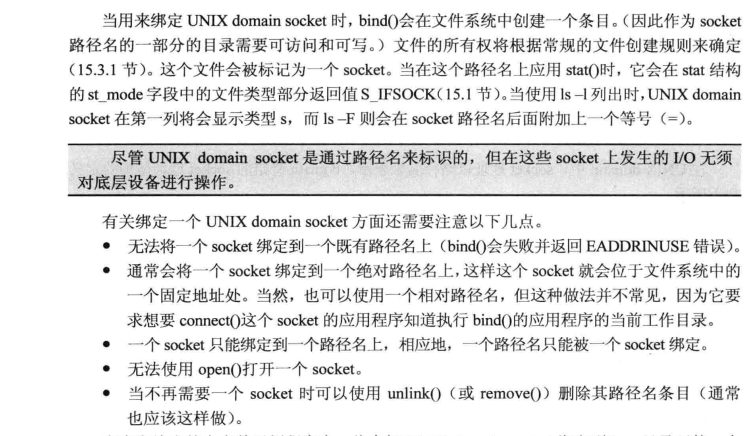 当用来绑定 UNIX domain socket 时，bind()会在文件系统中创建一个条目。（因此作为 socket
路径名的一部分的目录需要可访问和可写。）文件的所有权将根据常规的文件创建规则来确定
（15.3.1 节）。这个文件会被标记为一个 socket。当在这个路径名上应用 stat()时，它会在 stat 结构
的 st_mode 字段中的文件类型部分返回值 S_IFSOCK（15.1 节）。当使用 ls –l 列出时，UNIX domain
socket 在第一列将会显示类型 s，而 ls –F 则会在 socket 路径名后面附加上一个等号（=）。
尽管 UNIX domain socket 是通过路径名来标识的，但在这些 socket 上发生的 I/O 无须
对底层设备进行操作。
有关绑定一个 UNIX domain socket 方面还需要注意以下几点。
● 无法将一个 socket 绑定到一个既有路径名上（bind()会失败并返回 EADDRINUSE 错误）。
● 通常会将一个 socket 绑定到一个绝对路径名上，这样这个 socket 就会位于文件系统中的
一个固定地址处。当然，也可以使用一个相对路径名，但这种做法并不常见，因为它要
求想要 connect()这个 socket 的应用程序知道执行 bind()的应用程序的当前工作目录。
● 一个 socket 只能绑定到一个路径名上，相应地，一个路径名只能被一个 socket 绑定。
● 无法使用 open()打开一个 socket。
● 当不再需要一个 socket 时可以使用 unlink()（或 remove()）删除其路径名条目（通常
也应该这样做）。